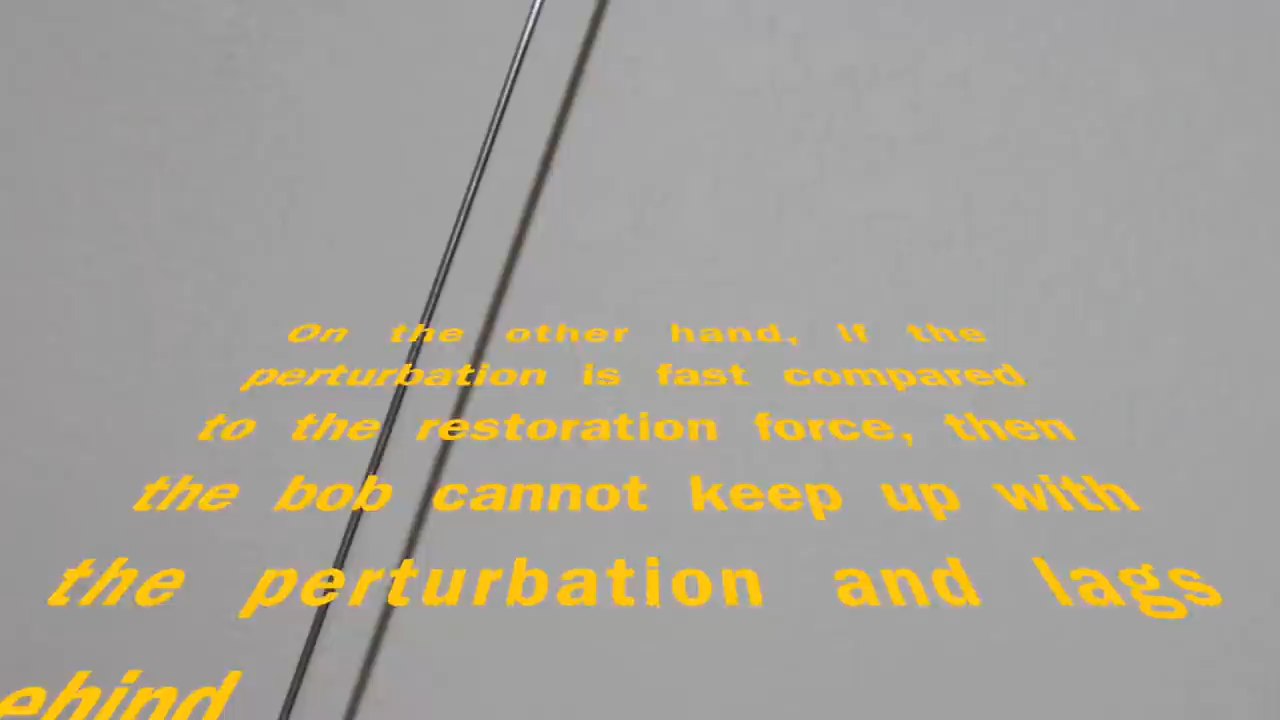 On the other hand, if the
perturbation is fast compared
to the restoration force, then
the bob cannot keep up with
the perturbation and lags
ehind